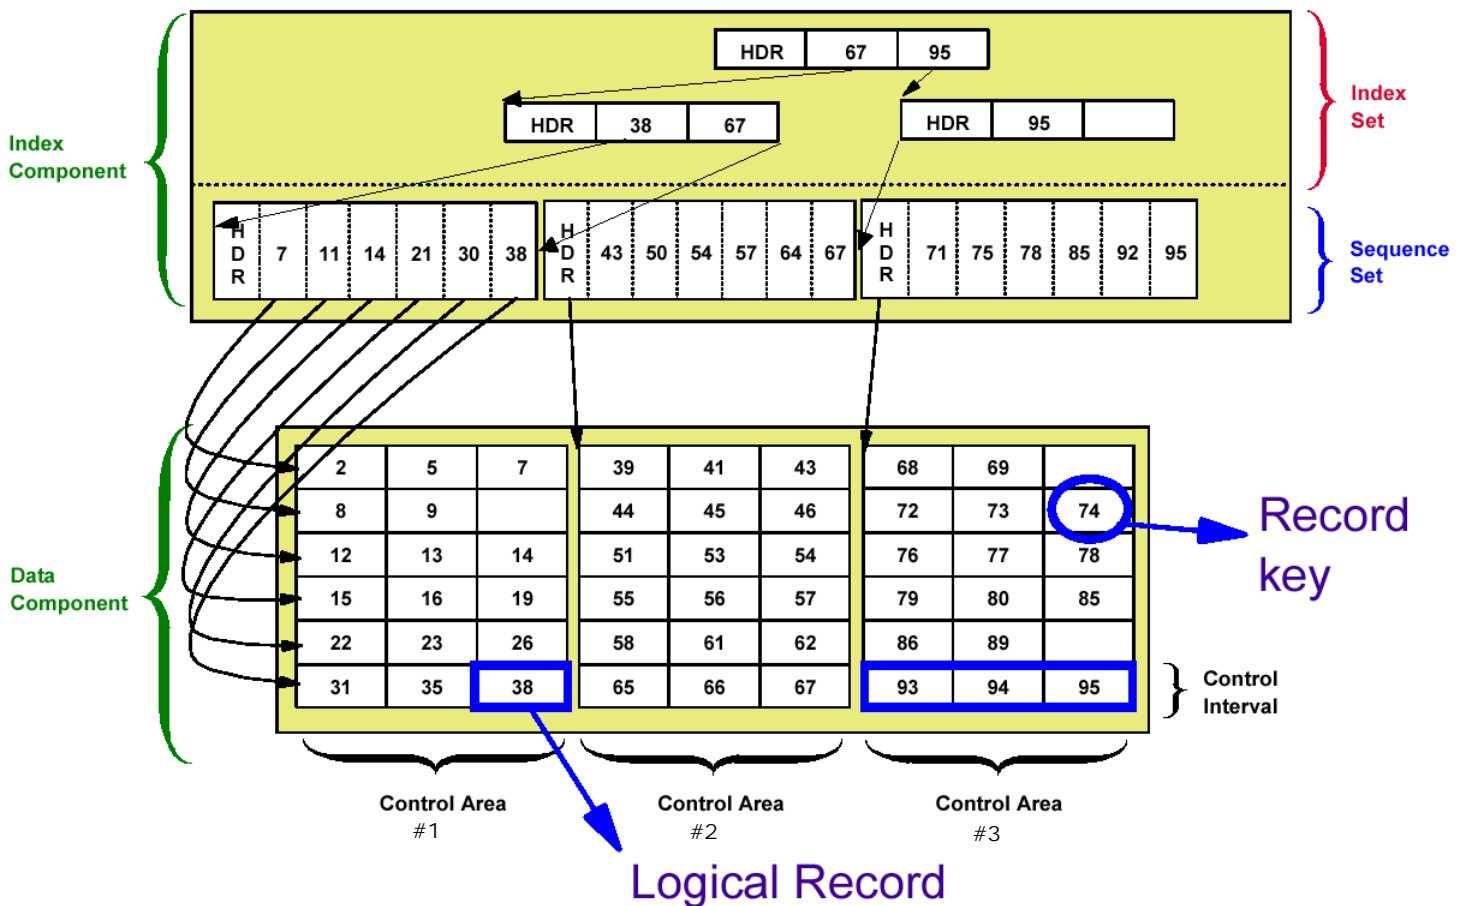 HDR 67 95
Index
Set
HDR 38 67
HDR 95
Index
Component
HDR 7 11 14 21 30 38
HDR 43 50 54 57 64 67
HDR 71 75 78 85 92 95
Sequence
Set
2 5 7 39 41 43 68 69
8 9 44 45 46 72 73 74
Record
key
12 13 14 51 53 54 76 77 78
Data
Component
15 16 19 55 56 57 79 80 85
22 23 26 58 61 62 86 89
31 35 38 65 66 67 93 94 95
Control
Interval
Control Area
#1
Control Area
#2
Control Area
#3
Logical Record